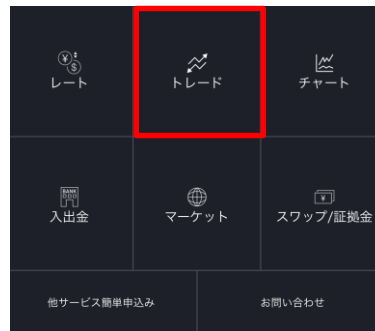 レート
トレード
チャート
BANK
入出金
マーケット
スワップ/証拠金
他サービス簡単申込み
お問い合わせ